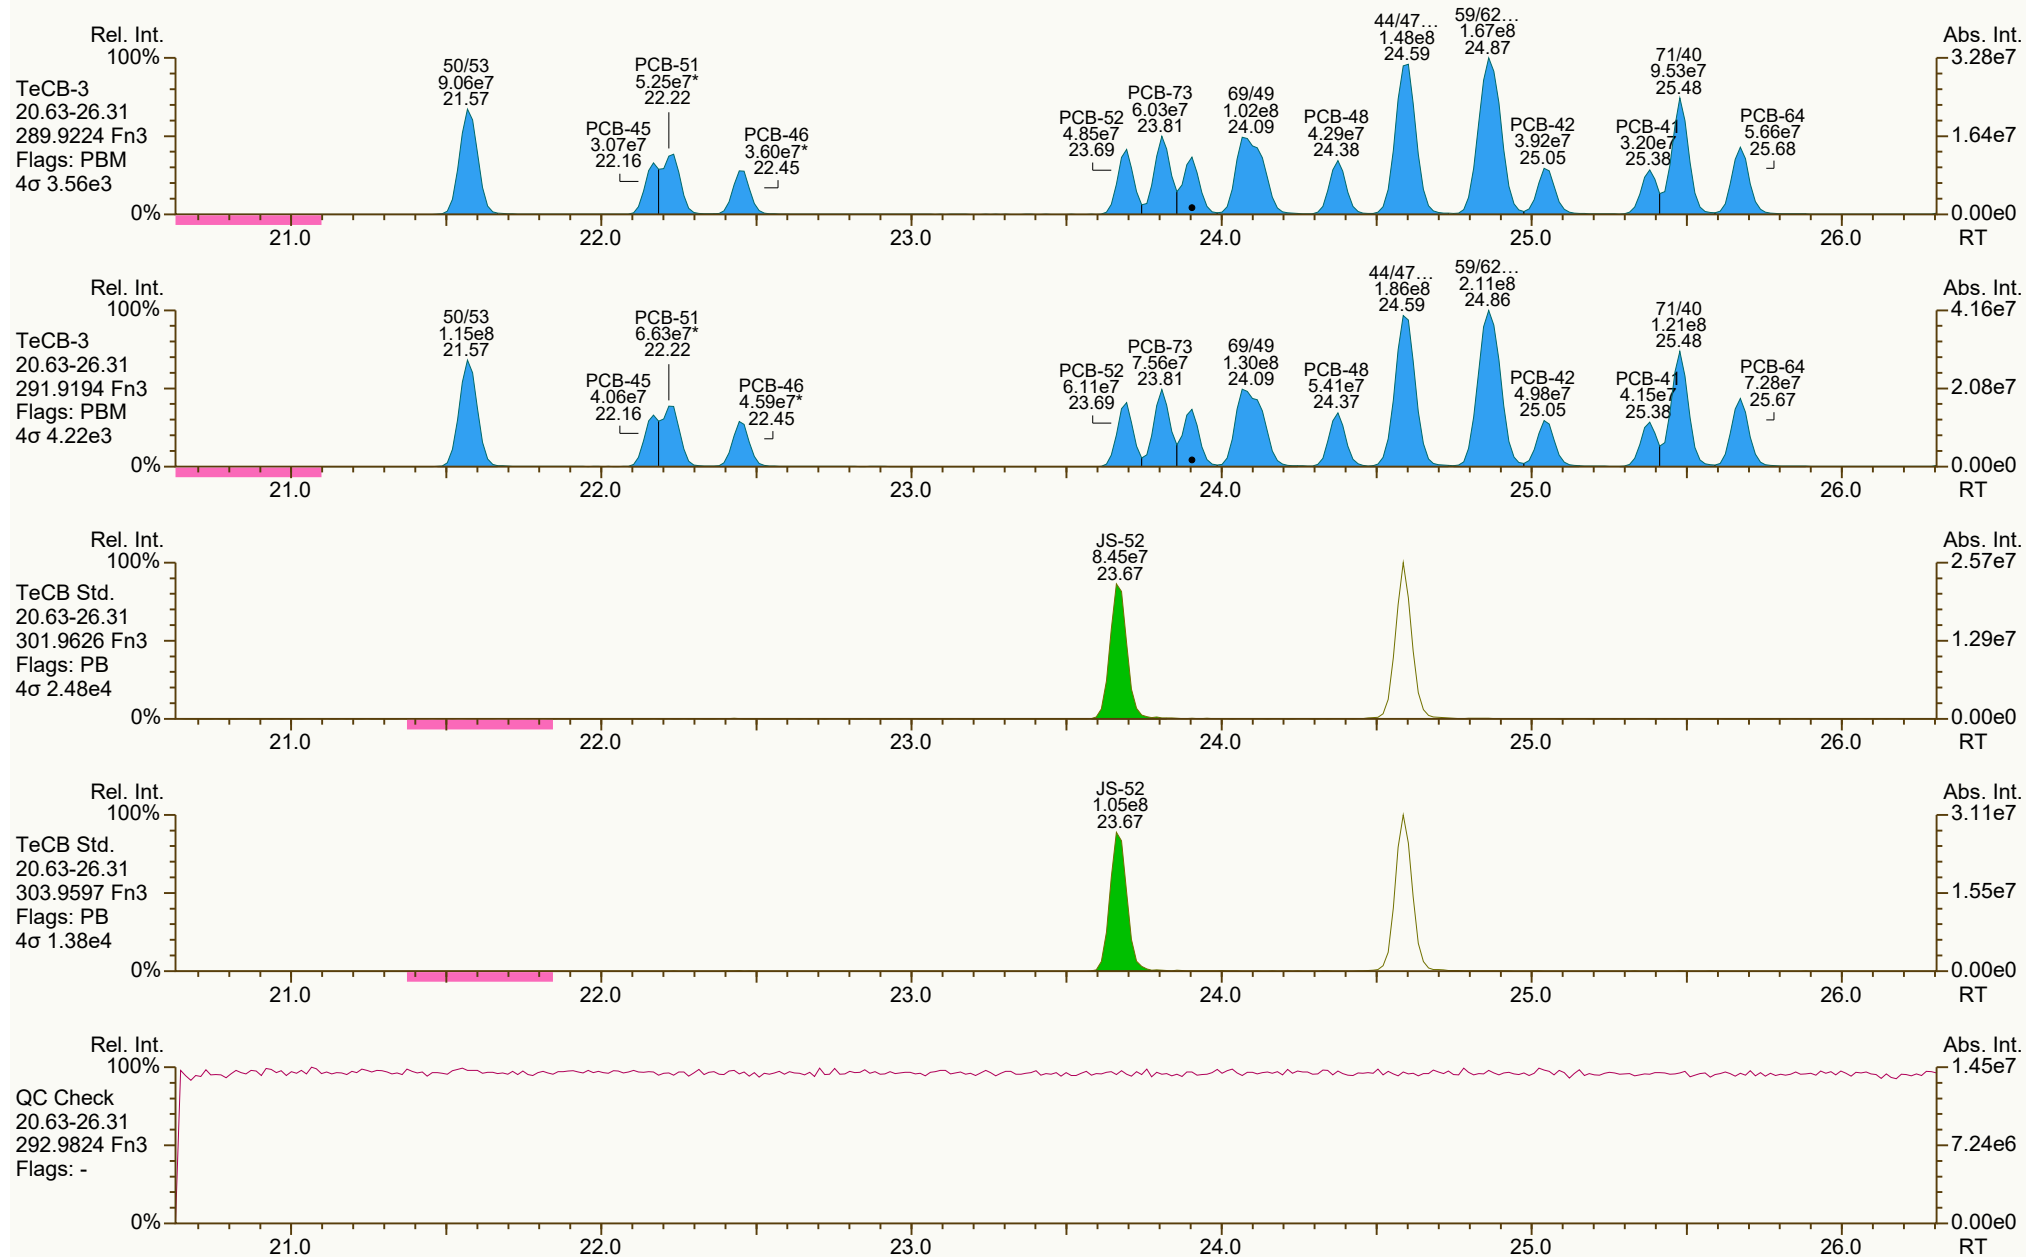 Rel. Int.
100%
0%
TeCB-3
20.63-26.31
289.9224 Fn3
Flags: PBM
4σ 3.56e3
50/53
9.06e7
21.57
PCB-45
3.07e7
22.16
PCB-51
5.25e7*
22.22
PCB-46
3.60e7*
22.45
PCB-52
4.85e7
23.69
PCB-73
6.03e7
23.81
69/49
1.02e8
24.09
PCB-48
4.29e7
24.38
44/47...
1.48e8
24.59
59/62...
1.67e8
24.87
PCB-42
3.92e7
25.05
PCB-41
3.20e7
25.38
71/40
9.53e7
25.48
PCB-64
5.66e7
25.68
Abs. Int.
3.28e7
1.64e7
0.00e0
21.0 22.0 23.0 24.0 25.0 26.0 RT
Rel. Int.
100%
0%
TeCB-3
20.63-26.31
291.9194 Fn3
Flags: PBM
4σ 4.22e3
50/53
1.15e8
21.57
PCB-45
4.06e7
22.16
PCB-51
6.63e7*
22.22
PCB-46
4.59e7*
22.45
PCB-52
6.11e7
23.69
PCB-73
7.56e7
23.81
69/49
1.30e8
24.09
PCB-48
5.41e7
24.37
44/47...
1.86e8
24.59
59/62...
2.11e8
24.86
PCB-42
4.98e7
25.05
PCB-41
4.15e7
25.38
71/40
1.21e8
25.48
PCB-64
7.28e7
25.67
Abs. Int.
4.16e7
2.08e7
0.00e0
21.0 22.0 23.0 24.0 25.0 26.0 RT
Rel. Int.
100%
0%
TeCB Std.
20.63-26.31
301.9626 Fn3
Flags: PB
4σ 2.48e4
JS-52
8.45e7
23.67
Abs. Int.
2.57e7
1.29e7
0.00e0
21.0 22.0 23.0 24.0 25.0 26.0 RT
Rel. Int.
100%
0%
TeCB Std.
20.63-26.31
303.9597 Fn3
Flags: PB
4σ 1.38e4
JS-52
1.05e8
23.67
Abs. Int.
3.11e7
1.55e7
0.00e0
21.0 22.0 23.0 24.0 25.0 26.0 RT
Rel. Int.
100%
0%
QC Check
20.63-26.31
292.9824 Fn3
Flags: -
Abs. Int.
1.45e7
7.24e6
0.00e0
21.0 22.0 23.0 24.0 25.0 26.0 RT